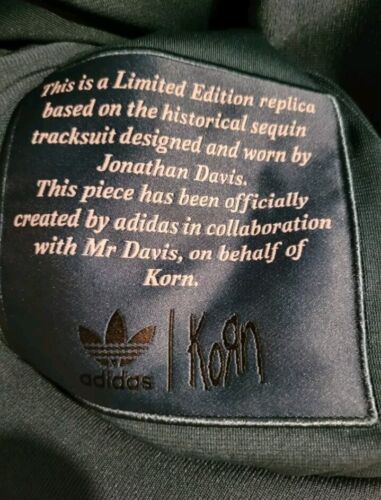 This is a Limited Edition replica
based on the historical sequin
tracksuit designed and worn by
Jonathan Davis.
This piece has been officially
created by adidas in collaboration
with Mr Davis, on behalf of
Korn.
adidas | KoЯn